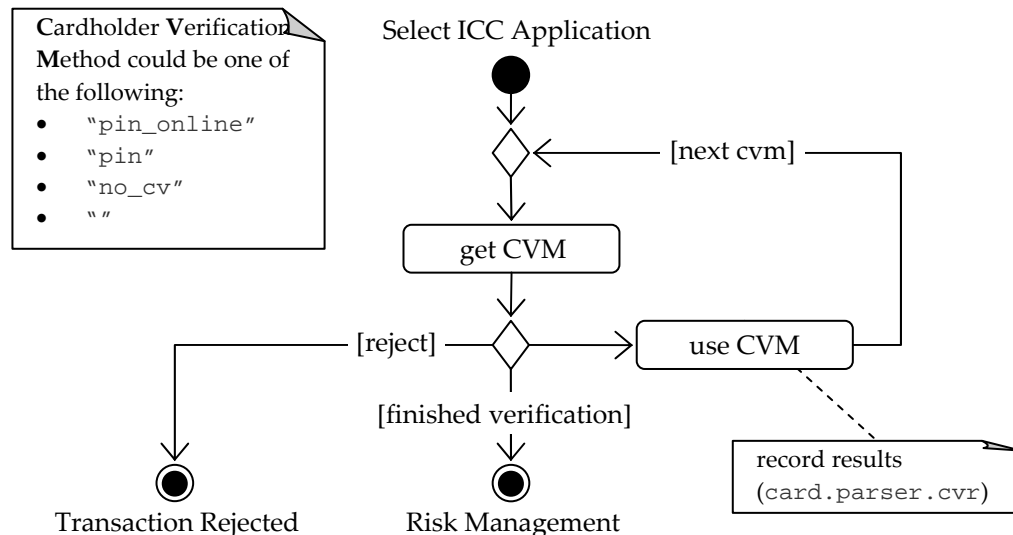 Cardholder Verification
Method could be one of
the following:
• “pin_online”
• “pin”
• “no_cv”
• “”
Select ICC Application
[next cvm]
get CVM
[reject]
use CVM
[finished verification]
record results
(card.parser.cvr)
Transaction Rejected
Risk Management